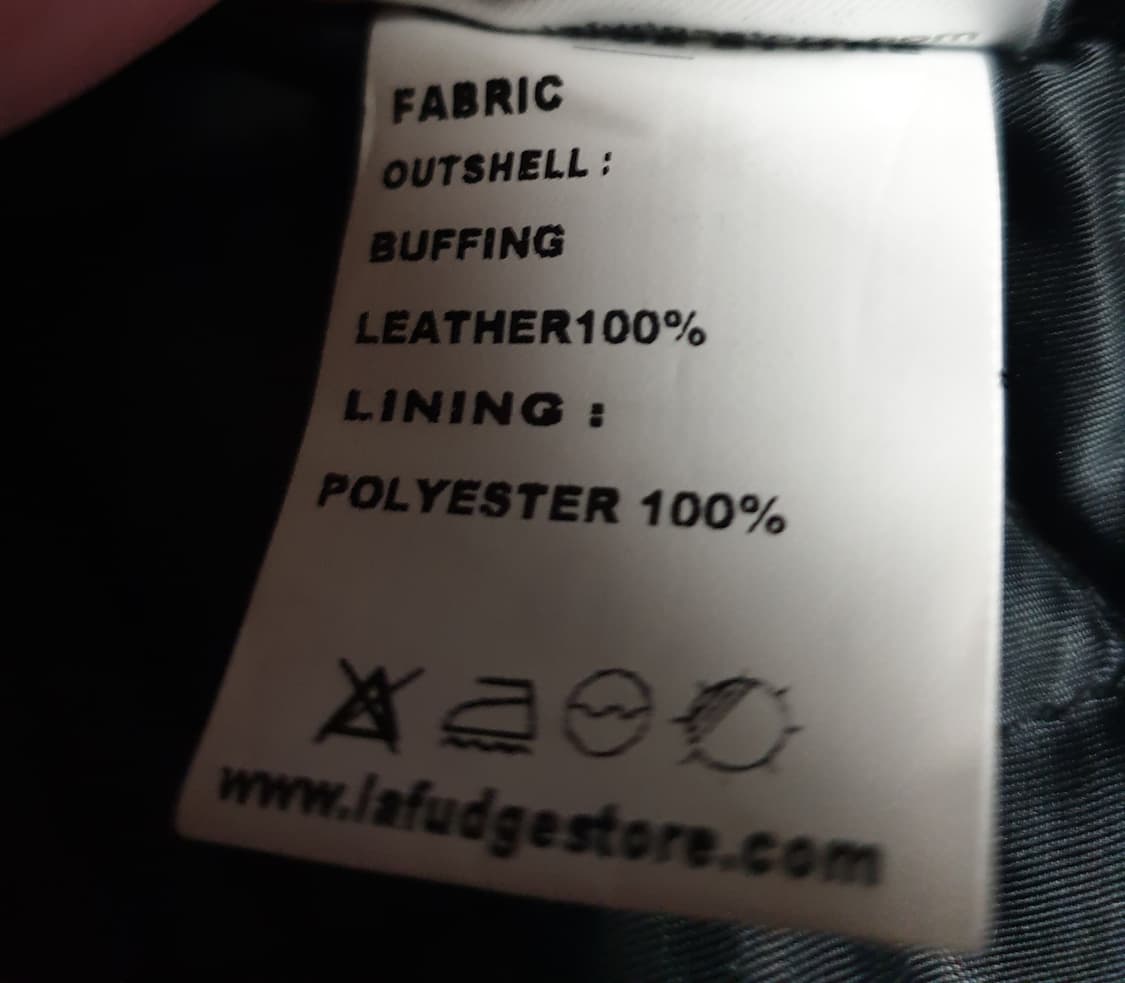 FABRIC
OUTSHELL :
BUFFING
LEATHER100%
LINING :
POLYESTER 100%
www.lafudgestore.com